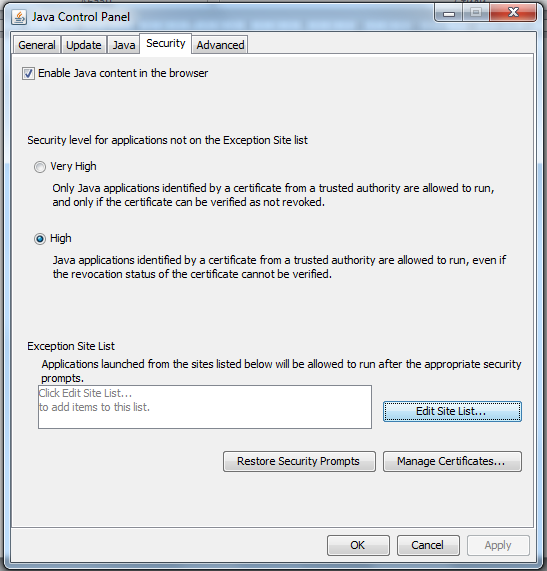 Java Control Panel
General Update Java Security Advanced
Enable Java content in the browser
Security level for applications not on the Exception Site list
Very High
Only Java applications identified by a certificate from a trusted authority are allowed to run,
and only if the certificate can be verified as not revoked.
High
Java applications identified by a certificate from a trusted authority are allowed to run, even if
the revocation status of the certificate cannot be verified.
Exception Site List
Applications launched from the sites listed below will be allowed to run after the appropriate security
prompts.
Click Edit Site List...
to add items to this list.
Edit Site List...
Restore Security Prompts Manage Certificates...
OK Cancel Apply